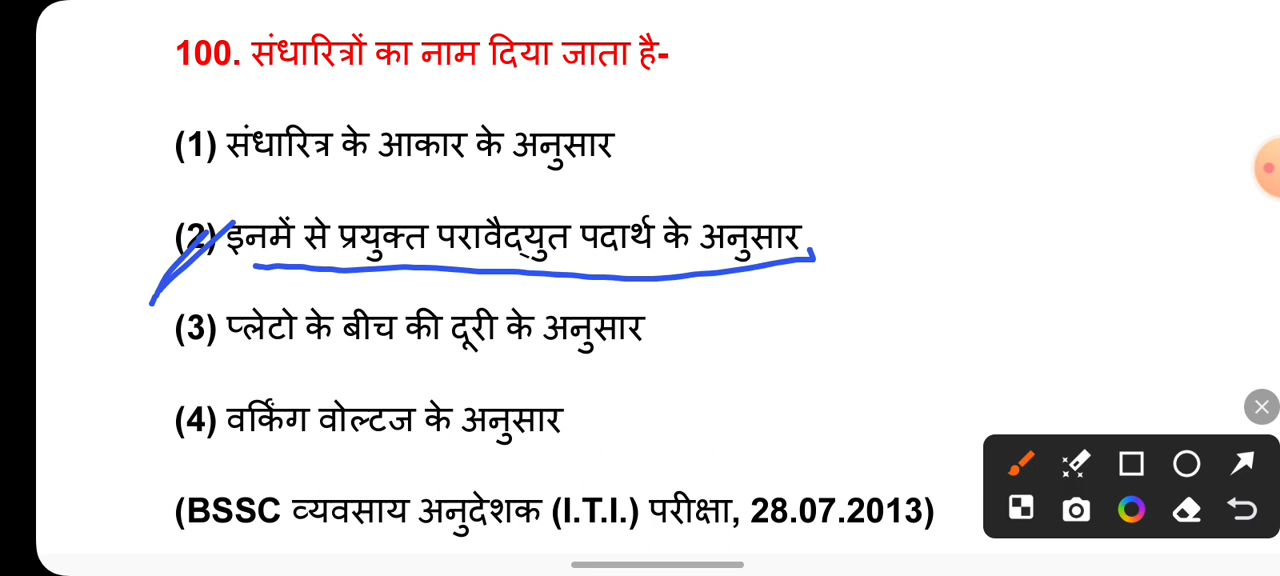 100. संधारित्रों का नाम दिया जाता है-
(1) संधारित्र के आकार के अनुसार
(2) इनमें से प्रयुक्त परावैद्‌युत पदार्थ के अनुसार
(3) प्लेटो के बीच की दूरी के अनुसार
(4) वर्किंग वोल्टज के अनुसार
(BSSC व्यवसाय अनुदेशक (I.T.I.) परीक्षा, 28.07.2013)